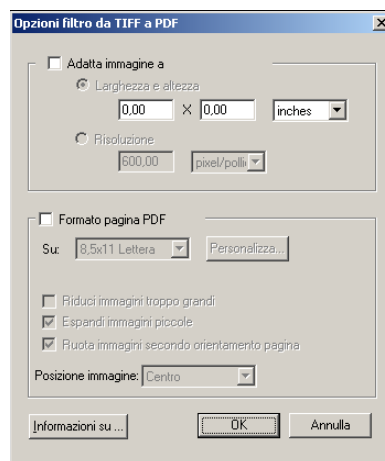 Opzioni filtro da TIFF a PDF
Adatta immagine a
Larghezza e altezza
0,00 X 0,00 inches
Risoluzione
600,00 pixel/polli
Formato pagina PDF
Su: 8,5x11 Lettera Personalizza...
Riduci immagini troppo grandi
Espandi immagini piccole
Ruota immagini secondo orientamento pagina
Posizione immagine: Centro
Informazioni su ... OK Annulla